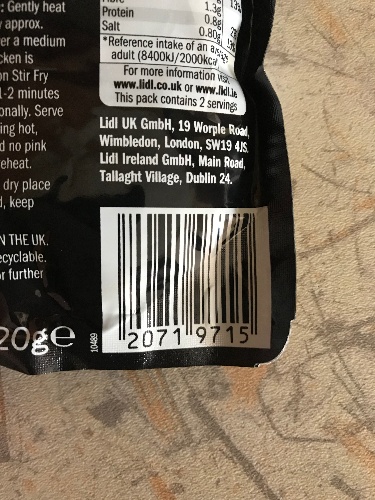 : Gently heat
approx.
er a medium
cken is
on Stir Fry
1-2 minutes
onally. Serve
ing hot,
d no pink
eheat.
dry place
d, keep
N THE UK.
ecyclable.
or further
20g℮
Fibre 1.3g
Protein 0.8g
Salt 0.80g
*Reference intake of an
adult (8400kJ/2000kcal
For more information visit
www.lidl.co.uk or www.lidl.ie
This pack contains 2 servings
Lidl UK GmbH, 19 Worple Road,
Wimbledon, London, SW19 4JS.
Lidl Ireland GmbH, Main Road,
Tallaght Village, Dublin 24.
10489
2071 9715